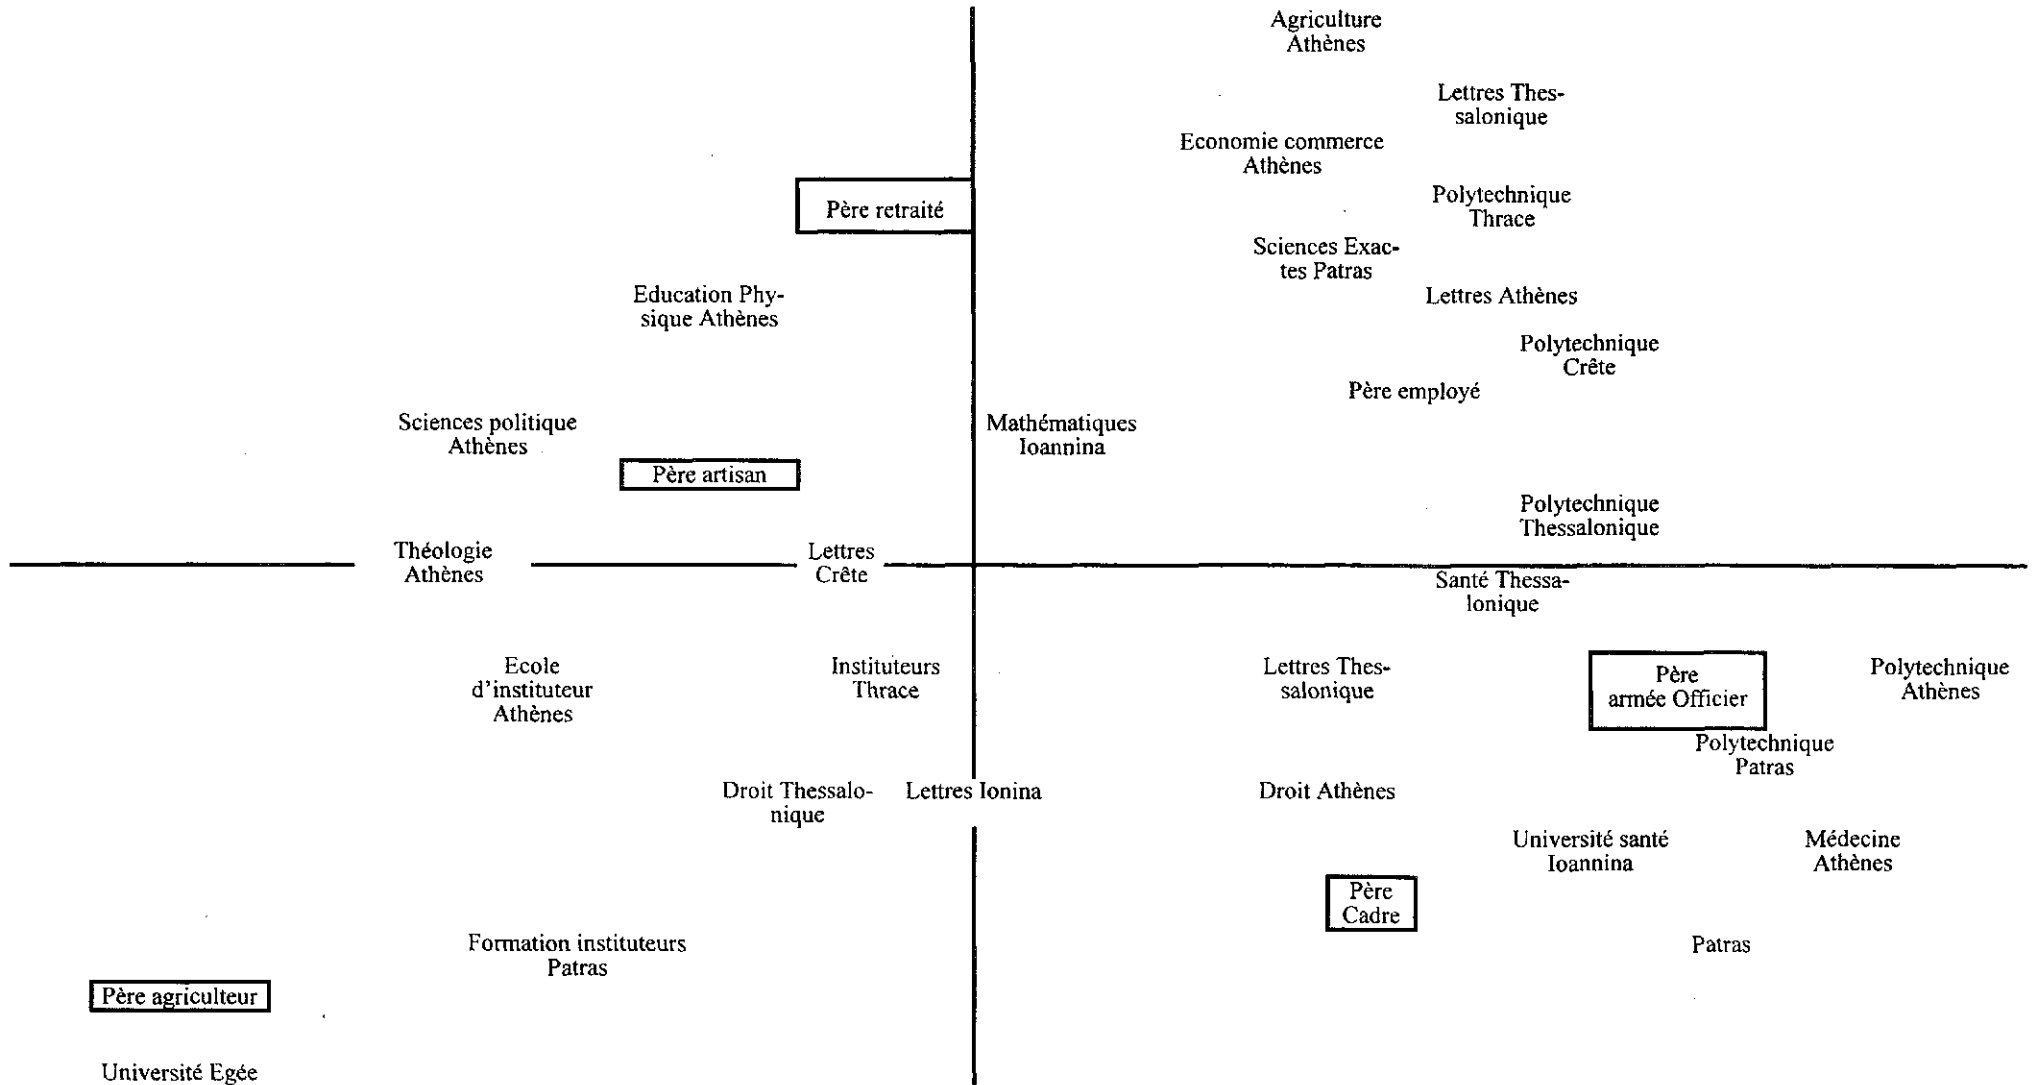 Agriculture
Athènes
Lettres Thes-
salonique
Economie commerce
Athènes
Polytechnique
Thrace
Père retraité
Sciences Exac-
tes Patras
Education Phy-
sique Athènes
Lettres Athènes
Polytechnique
Crête
Père employé
Sciences politique
Athènes
Mathématiques
Ioannina
Père artisan
Polytechnique
Thessalonique
Théologie
Athènes
Lettres
Crête
Santé Thessa-
lonique
Ecole
d'instituteur
Athènes
Instituteurs
Thrace
Lettres Thes-
salonique
Père
armée Officier
Polytechnique
Athènes
Polytechnique
Patras
Droit Thessalo-
nique
Lettres Ionina
Droit Athènes
Université santé
Ioannina
Médecine
Athènes
Père
Cadre
Formation instituteurs
Patras
Patras
Père agriculteur
Université Egée